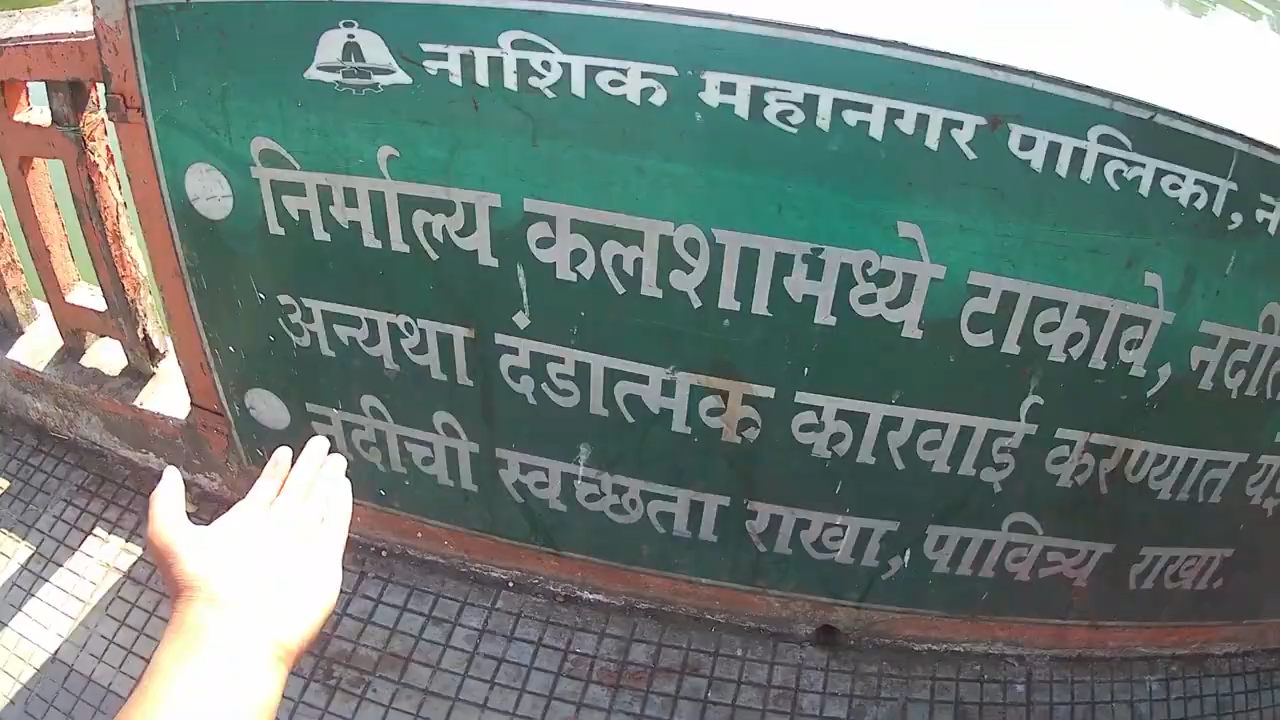 नाशिक महानगर पालिका,
निर्माल्य कलशामध्ये टाकावे,
अन्यथा दंडात्मक कारवाई करण्यात
नदीची स्वच्छता राखा, पावित्र्य राखा.